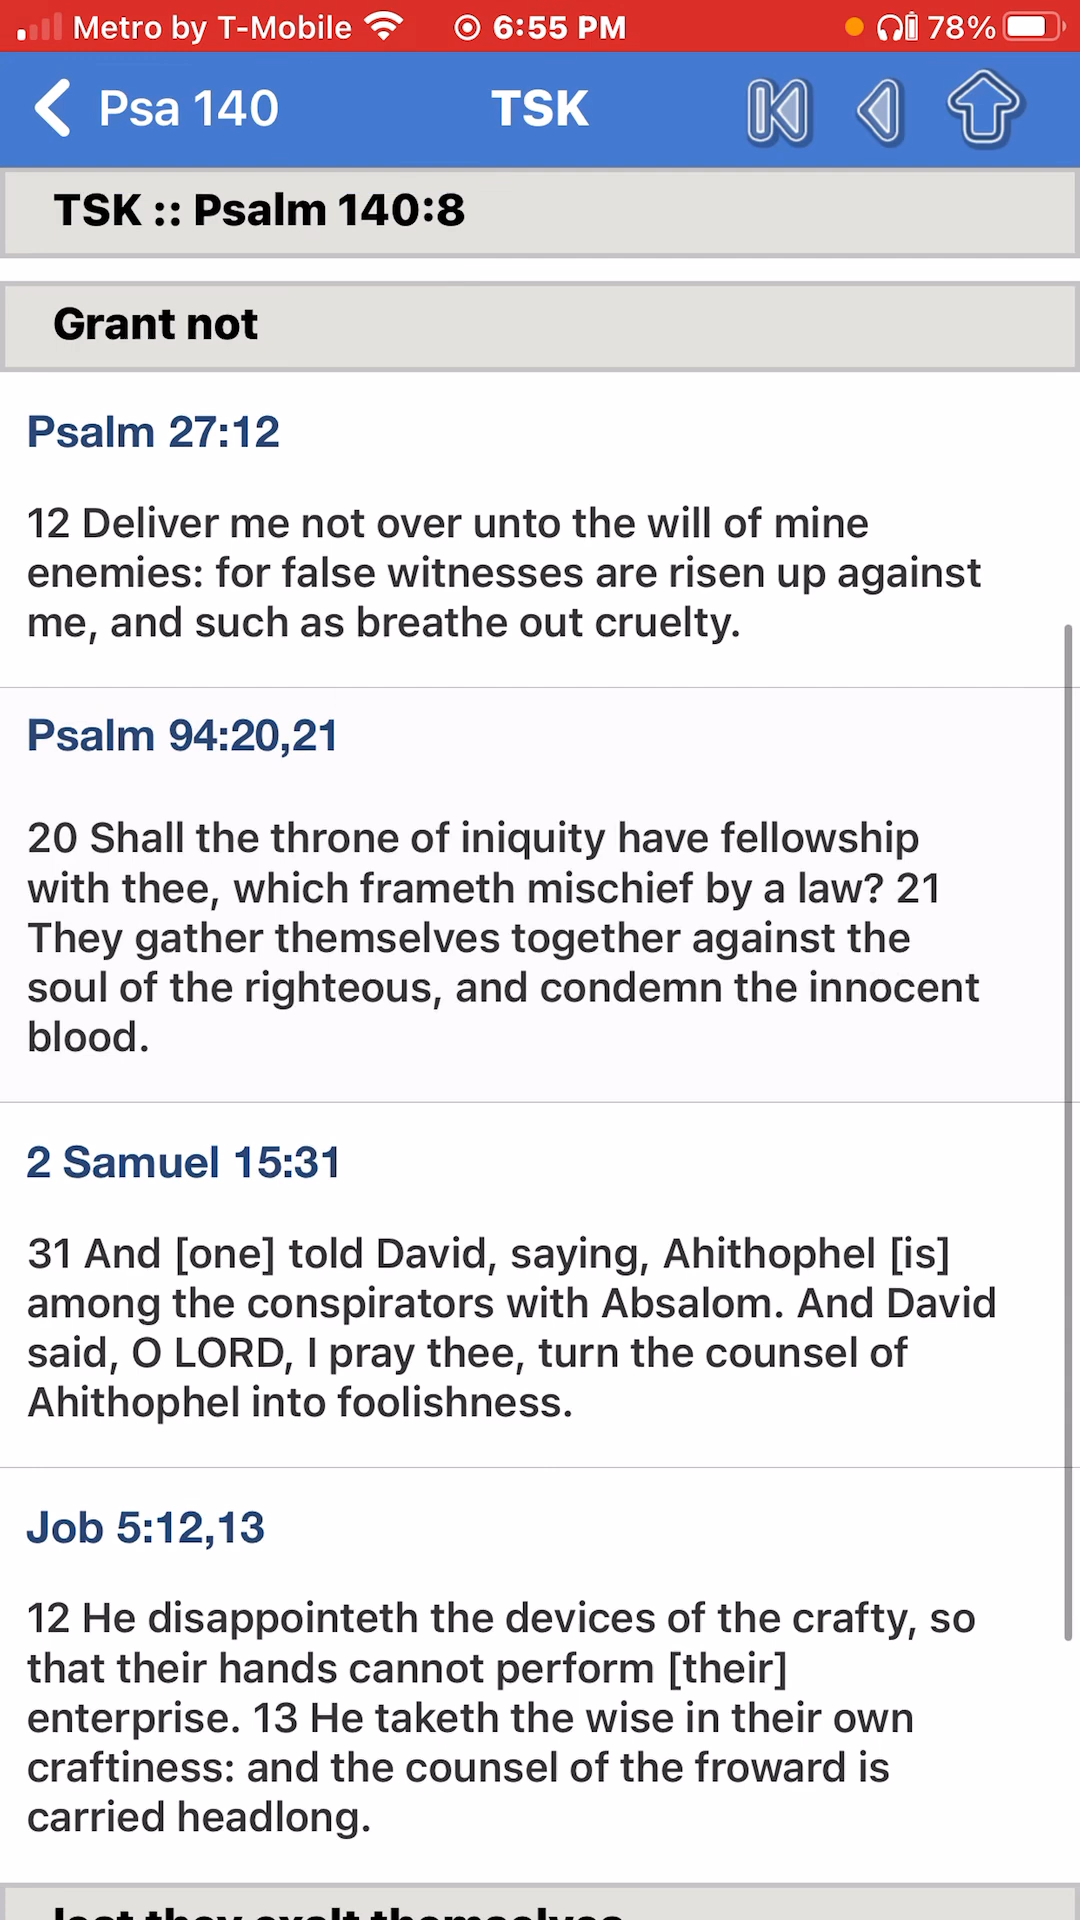 Metro by T-Mobile 6:55 PM 78%
Psa 140 TSK
TSK :: Psalm 140:8
Grant not
Psalm 27:12
12 Deliver me not over unto the will of mine
enemies: for false witnesses are risen up against
me, and such as breathe out cruelty.
Psalm 94:20,21
20 Shall the throne of iniquity have fellowship
with thee, which frameth mischief by a law? 21
They gather themselves together against the
soul of the righteous, and condemn the innocent
blood.
2 Samuel 15:31
31 And [one] told David, saying, Ahithophel [is]
among the conspirators with Absalom. And David
said, O LORD, I pray thee, turn the counsel of
Ahithophel into foolishness.
Job 5:12,13
12 He disappointeth the devices of the crafty, so
that their hands cannot perform [their]
enterprise. 13 He taketh the wise in their own
craftiness: and the counsel of the froward is
carried headlong.
lest they exalt themselves